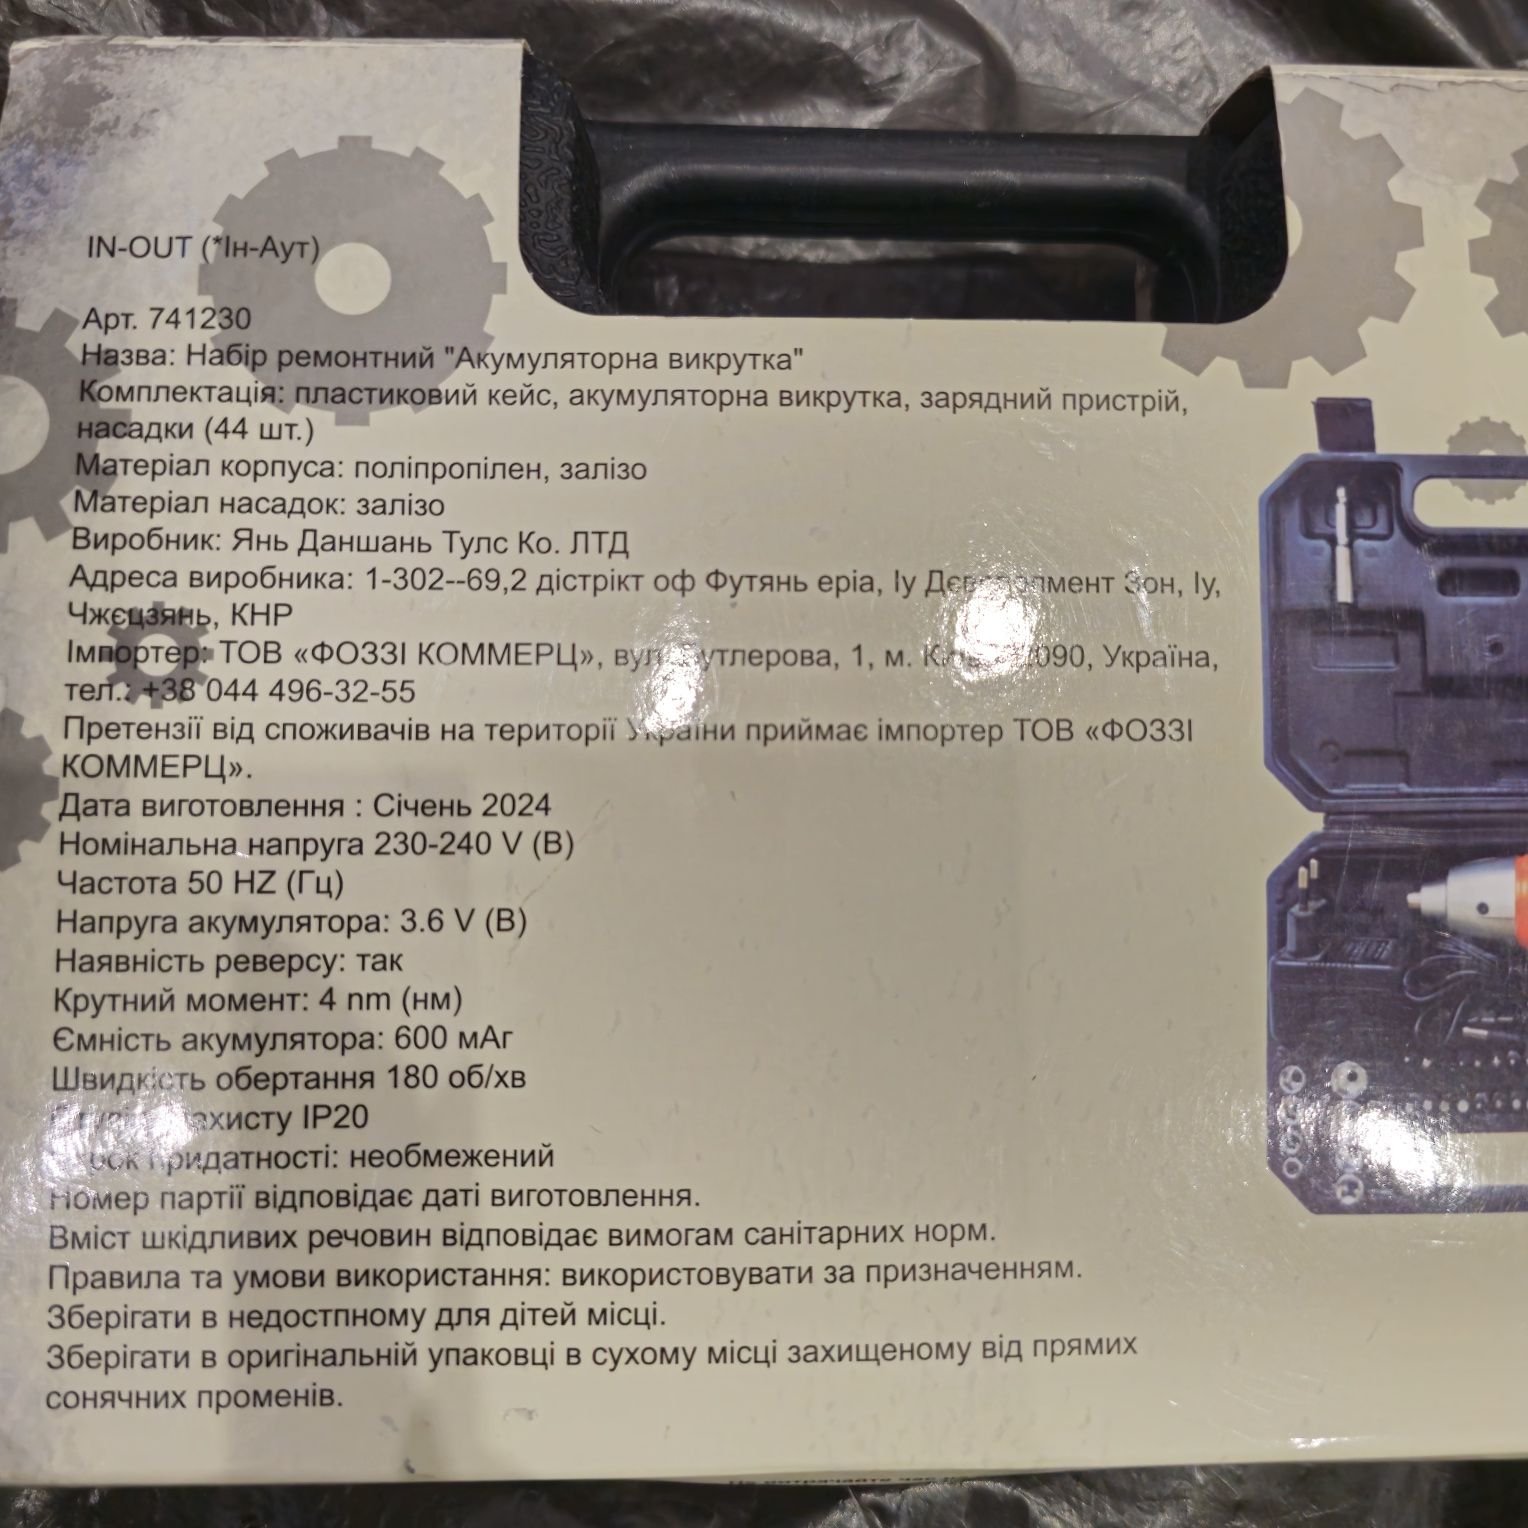 IN-OUT (*Ін-Аут)
Арт. 741230
Назва: Набір ремонтний "Акумуляторна викрутка"
Комплектація: пластиковий кейс, акумуляторна викрутка, зарядний пристрій,
насадки (44 шт.)
Матеріал корпуса: поліпропілен, залізо
Матеріал насадок: залізо
Виробник: Янь Даншань Тулс Ко. ЛТД
Адреса виробника: 1-302--69,2 дістрікт оф Футянь еріа, Іу Зон, Іу,
Чжєцзянь, КНР
Імпортер: ТОВ «ФОЗЗІ КОММЕРЦ», 1, м. Україна,
тел.: +38 044 496-32-55
Претензії від споживачів на території України приймає імпортер ТОВ «ФОЗЗІ
КОММЕРЦ».
Дата виготовлення : Січень 2024
Номінальна напруга 230-240 V (В)
Частота 50 HZ (Гц)
Напруга акумулятора: 3.6 V (В)
Наявність реверсу: так
Крутний момент: 4 nm (нм)
Ємність акумулятора: 600 мАг
Швидкість обертання 180 об/хв
IP20
придатності: необмежений
Номер партії відповідає даті виготовлення.
Вміст шкідливих речовин відповідає вимогам санітарних норм.
Правила та умови використання: використовувати за призначенням.
Зберігати в недостпному для дітей місці.
Зберігати в оригінальній упаковці в сухому місці захищеному від прямих
сонячних променів.